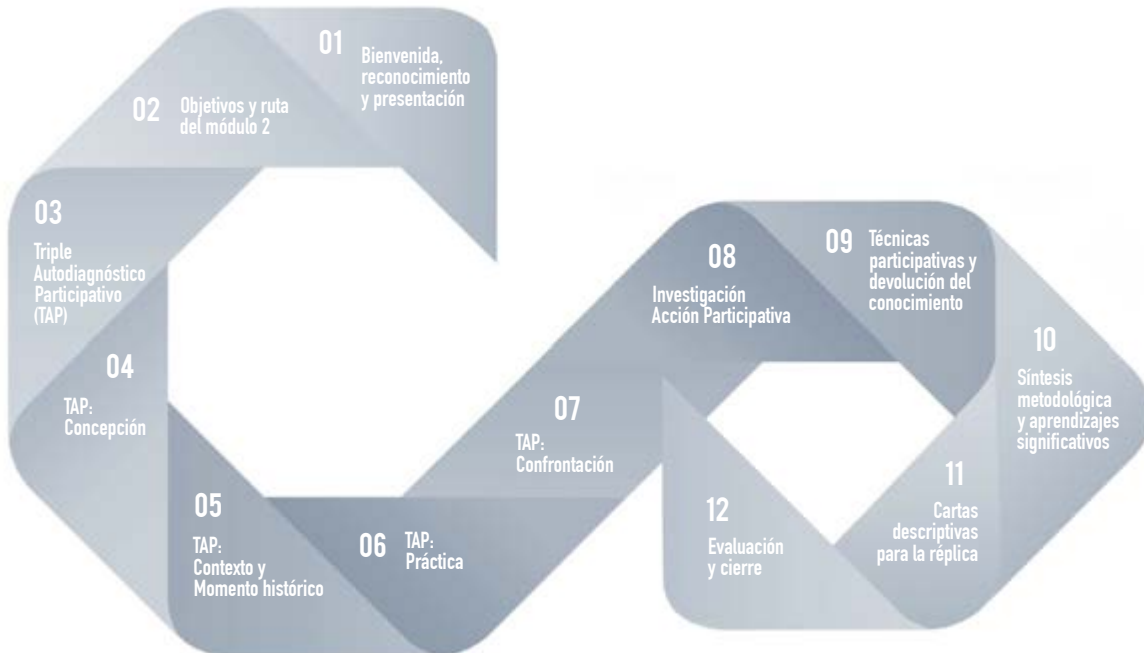 01
Bienvenida,
reconocimiento
y presentación
02
Objetivos y ruta
del módulo 2
03
Triple
Autodiagnóstico
Participativo
(TAP)
04
TAP:
Concepción
05
TAP:
Contexto y
Momento histórico
06
TAP:
Práctica
07
TAP:
Confrontación
08
Investigación
Acción Participativa
09
Técnicas
participativas y
devolución del
conocimiento
10
Síntesis
metodológica
y aprendizajes
significativos
11
Cartas
descriptivas
para la réplica
12
Evaluación
y cierre